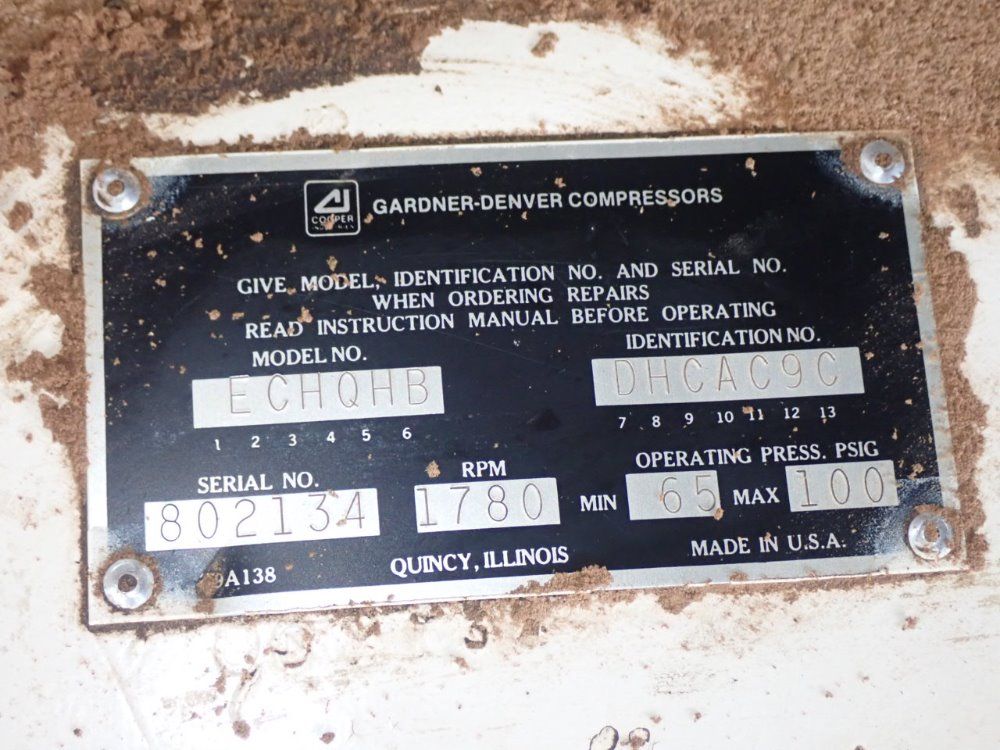 COOPER
GARDNER-DENVER COMPRESSORS
GIVE MODEL, IDENTIFICATION NO. AND SERIAL NO.
WHEN ORDERING REPAIRS
READ INSTRUCTION MANUAL BEFORE OPERATING
MODEL NO. IDENTIFICATION NO.
ECHQHB DHCAC9C
1 2 3 4 5 6 7 8 9 10 11 12 13
SERIAL NO. RPM OPERATING PRESS. PSIG
802134 1780 MIN 65 MAX 100
9A138 QUINCY, ILLINOIS MADE IN U.S.A.